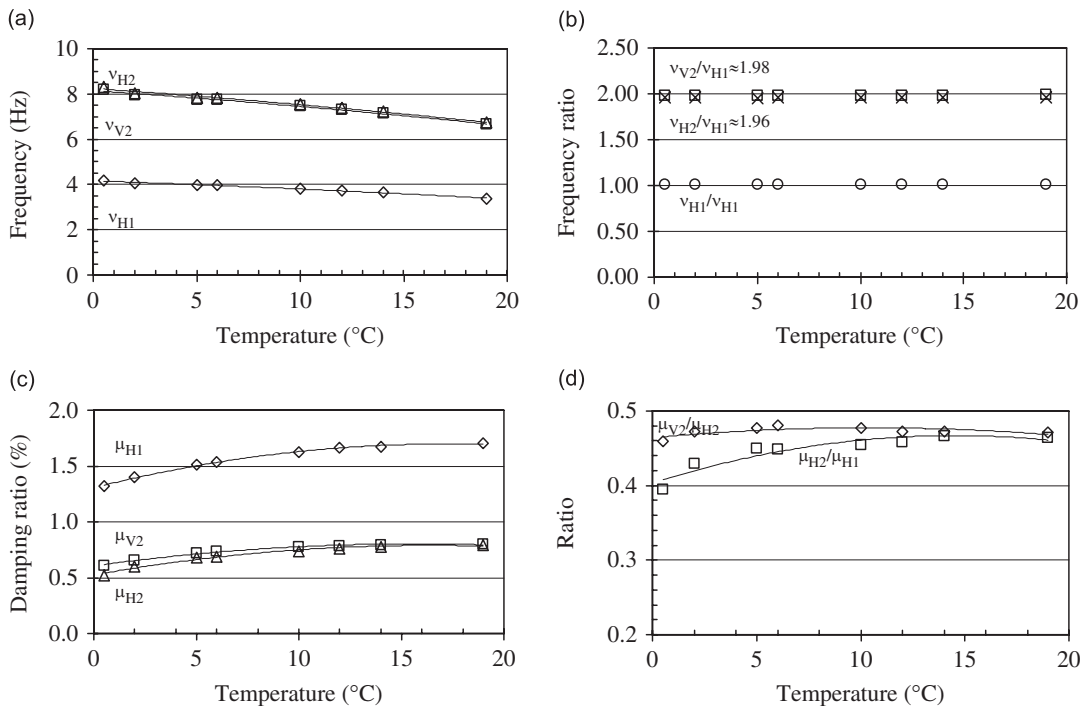 (a)
10
8
6
4
2
0
Frequency (Hz)
νH2
νV2
νH1
0 5 10 15 20
Temperature (°C)
(b)
2.50
2.00
1.50
1.00
0.50
0.00
Frequency ratio
νV2/νH1≈1.98
νH2/νH1≈1.96
νH1/νH1
0 5 10 15 20
Temperature (°C)
(c)
2.0
1.5
1.0
0.5
0.0
Damping ratio (%)
μH1
μV2
μH2
0 5 10 15 20
Temperature (°C)
(d)
0.5
0.4
0.3
0.2
Ratio
μV2/μH2
μH2/μH1
0 5 10 15 20
Temperature (°C)